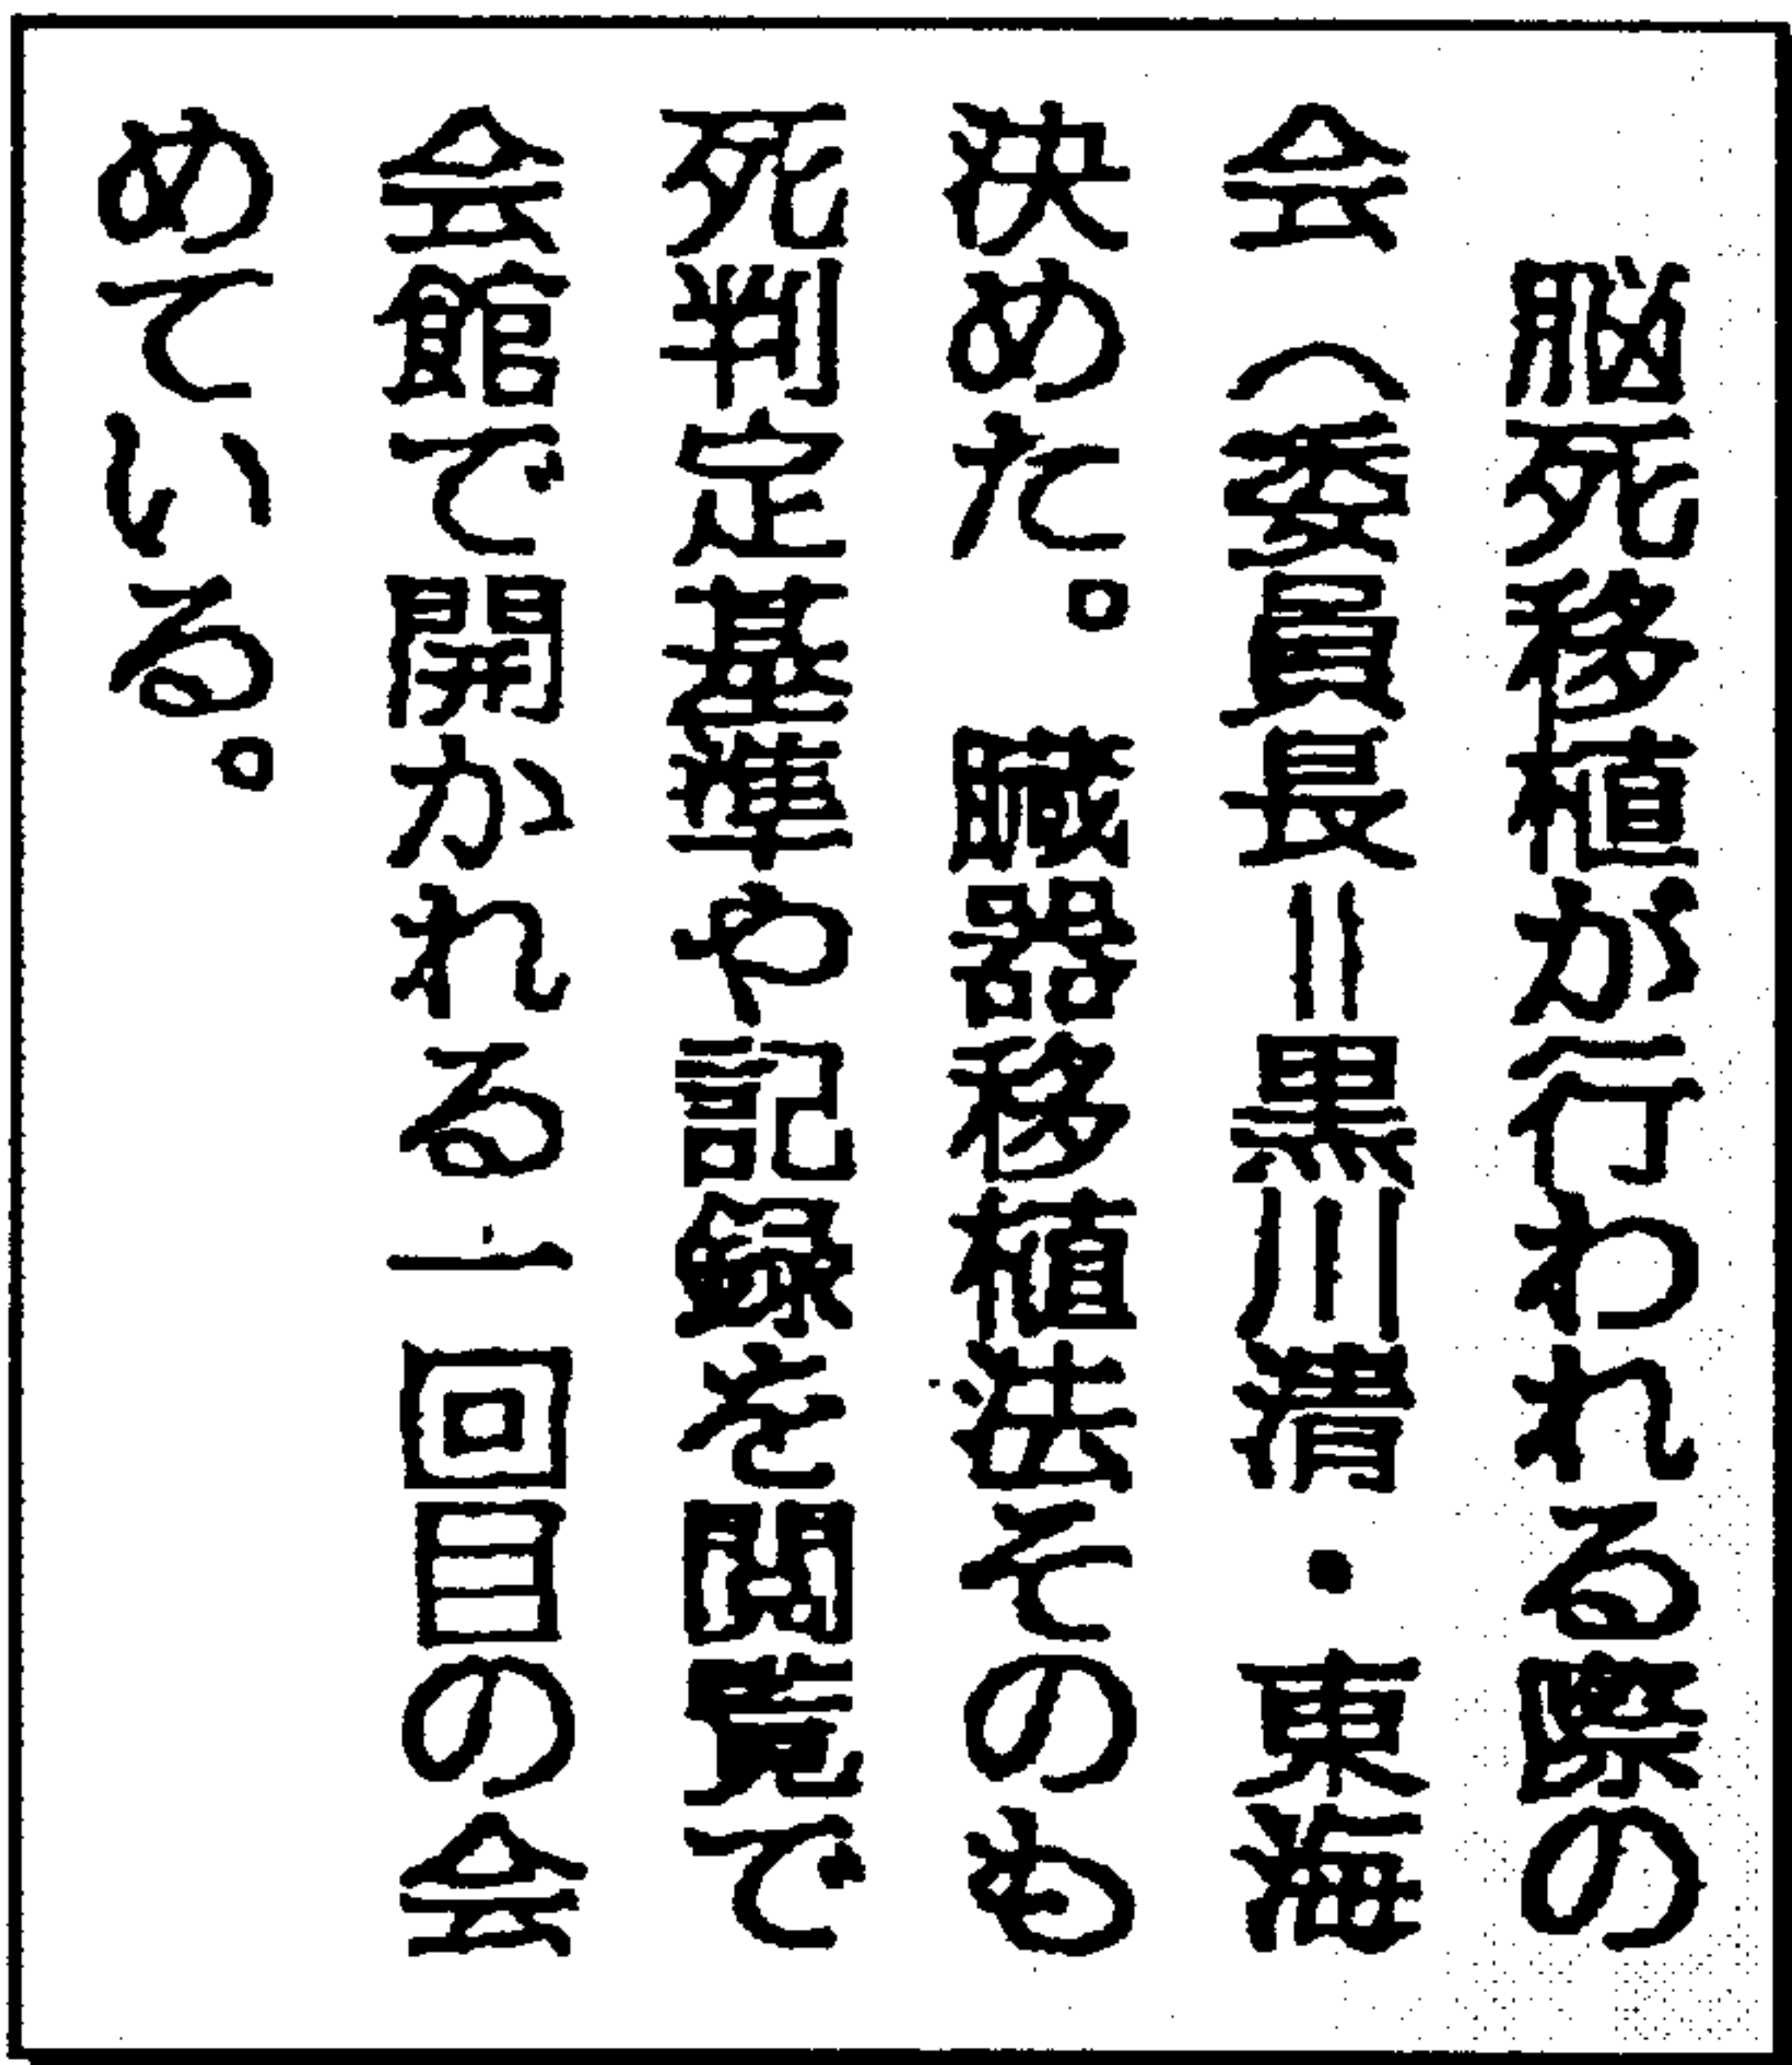 脳死移植が行われる際の
会（委員長＝黒川清・東海
決めた。臓器移植法そのも
死判定基準や記録を閲覧で
会館で開かれる一回目の会
めている。